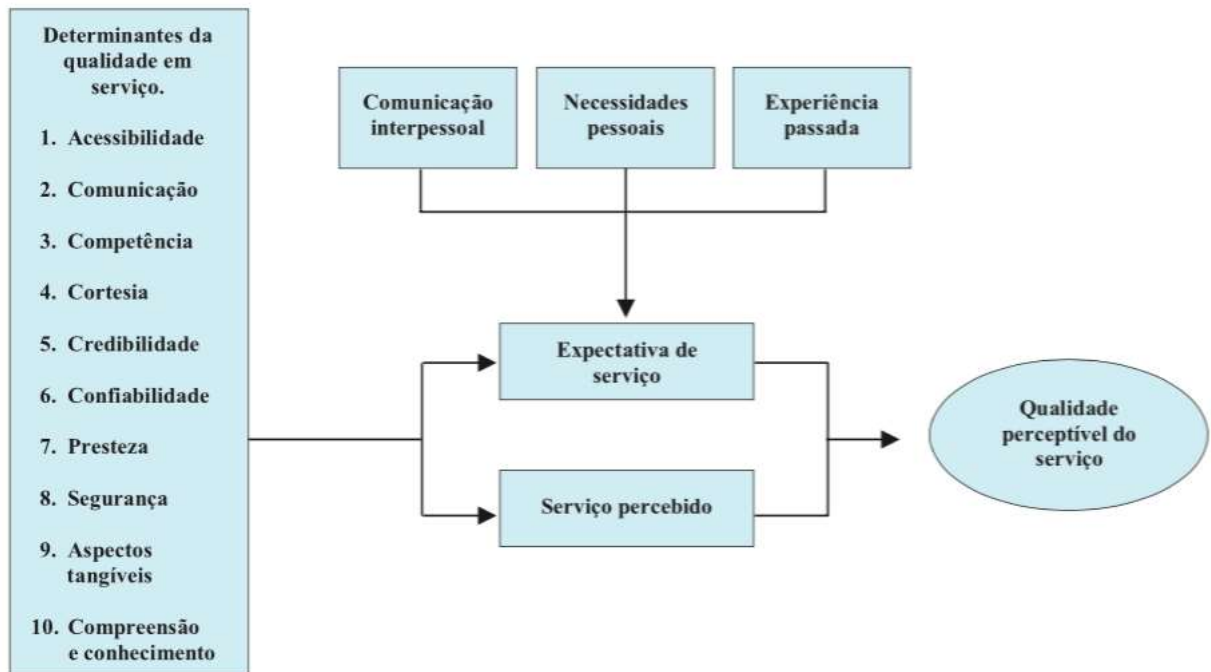 Determinantes da
qualidade em
serviço.
1. Acessibilidade
2. Comunicação
3. Competência
4. Cortesia
5. Credibilidade
6. Confiabilidade
7. Presteza
8. Segurança
9. Aspectos
tangíveis
10. Compreensão
e conhecimento
Comunicação
interpessoal
Necessidades
pessoais
Experiência
passada
Expectativa de
serviço
Serviço percebido
Qualidade
perceptível do
serviço